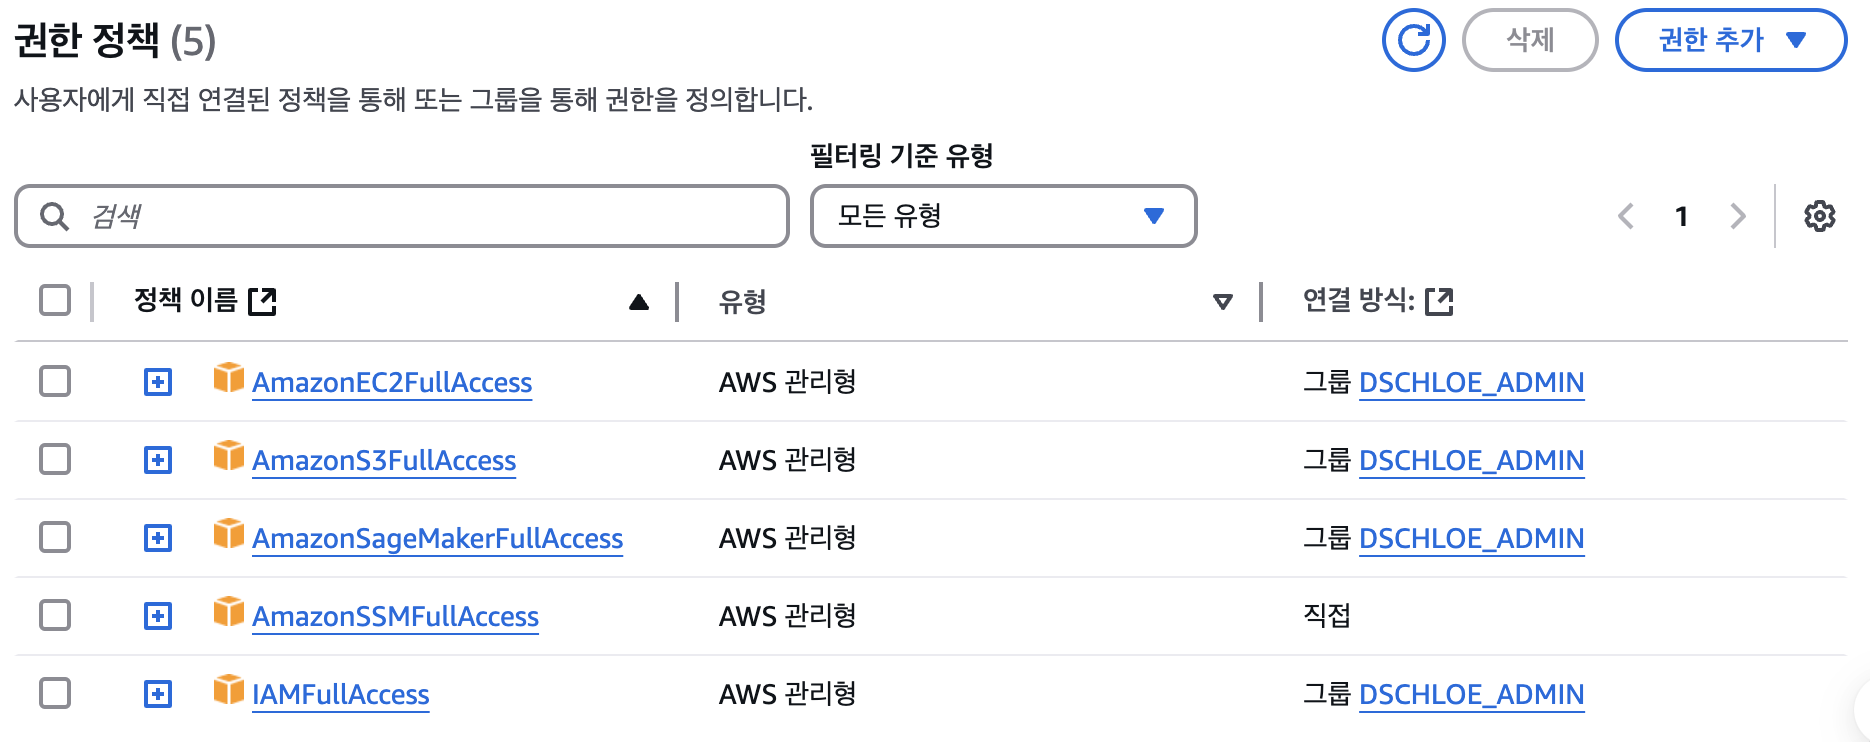 권한 정책 (5)
삭제
권한 추가
사용자에게 직접 연결된 정책을 통해 또는 그룹을 통해 권한을 정의합니다.
필터링 기준 유형
검색
모든 유형
1
정책 이름 유형 연결 방식:
AmazonEC2FullAccess AWS 관리형 그룹 DSCHLOE_ADMIN
AmazonS3FullAccess AWS 관리형 그룹 DSCHLOE_ADMIN
AmazonSageMakerFullAccess AWS 관리형 그룹 DSCHLOE_ADMIN
AmazonSSMFullAccess AWS 관리형 직접
IAMFullAccess AWS 관리형 그룹 DSCHLOE_ADMIN